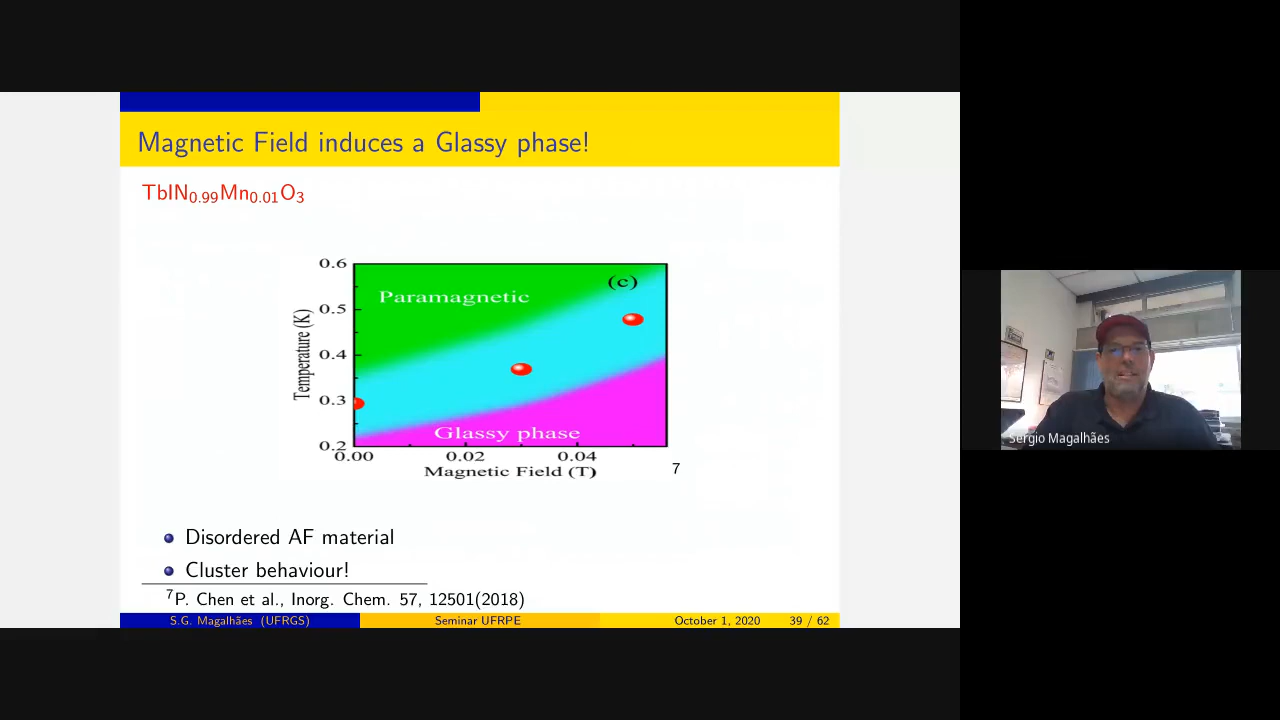 Magnetic Field induces a Glassy phase!
TbIN0.99Mn0.01O3
0.6
0.5
0.4
0.3
0.2
Temperature (K)
Paramagnetic
(c)
Glassy phase
0.00 0.02 0.04
Magnetic Field (T)
7
Disordered AF material
Cluster behaviour!
7P. Chen et al., Inorg. Chem. 57, 12501(2018)
S.G. Magalhães (UFRGS) Seminar UFRPE October 1, 2020 39 / 62
Sérgio Magalhães